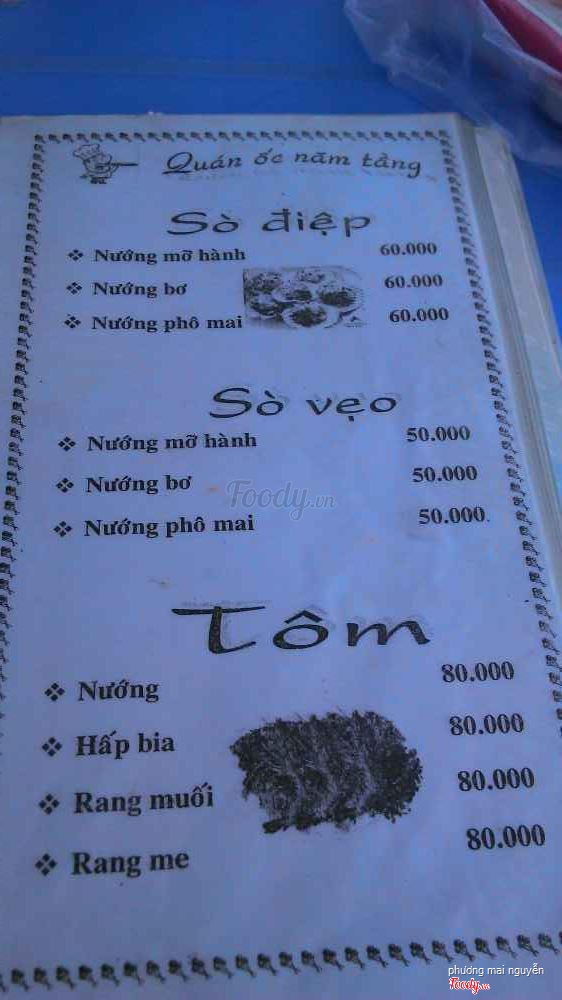 Quán ốc năm tầng
Sò điệp
Nướng mỡ hành 60.000
Nướng bơ 60.000
Nướng phô mai 60.000
Sò vẹo
Nướng mỡ hành 50.000
Nướng bơ 50.000
Foody.vn
Nướng phô mai 50.000
Tôm
Nướng 80.000
Hấp bia 80.000
Rang muối 80.000
Rang me 80.000
phương mai nguyễn
Foody.vn